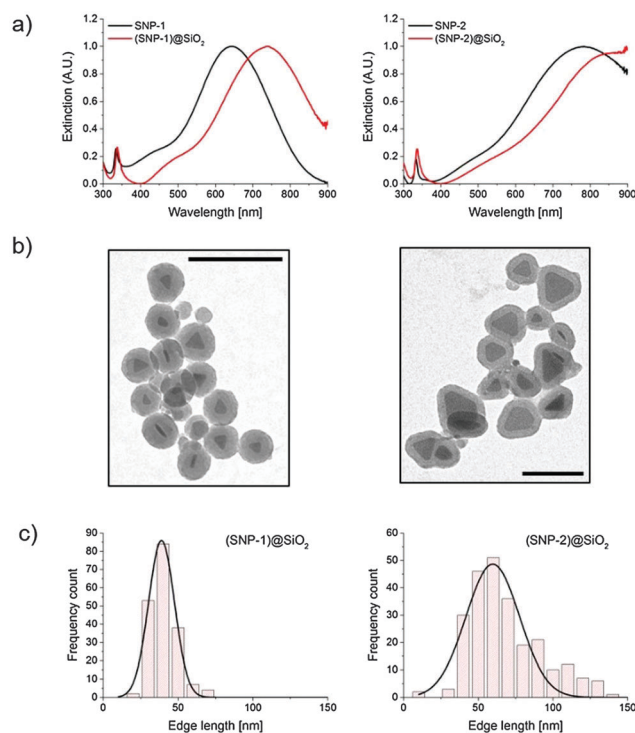 a)
SNP-1
(SNP-1)@SiO₂
Extinction (A.U.)
1.2
1.0
0.8
0.6
0.4
0.2
0.0
300 400 500 600 700 800 900
Wavelength [nm]
SNP-2
(SNP-2)@SiO₂
Extinction (A.U.)
1.2
1.0
0.8
0.6
0.4
0.2
0.0
300 400 500 600 700 800 900
Wavelength [nm]
b)
c)
(SNP-1)@SiO₂
Frequency count
90
80
70
60
50
40
30
20
10
0
0 50 100 150
Edge length [nm]
(SNP-2)@SiO₂
Frequency count
60
50
40
30
20
10
0
0 50 100 150
Edge length [nm]